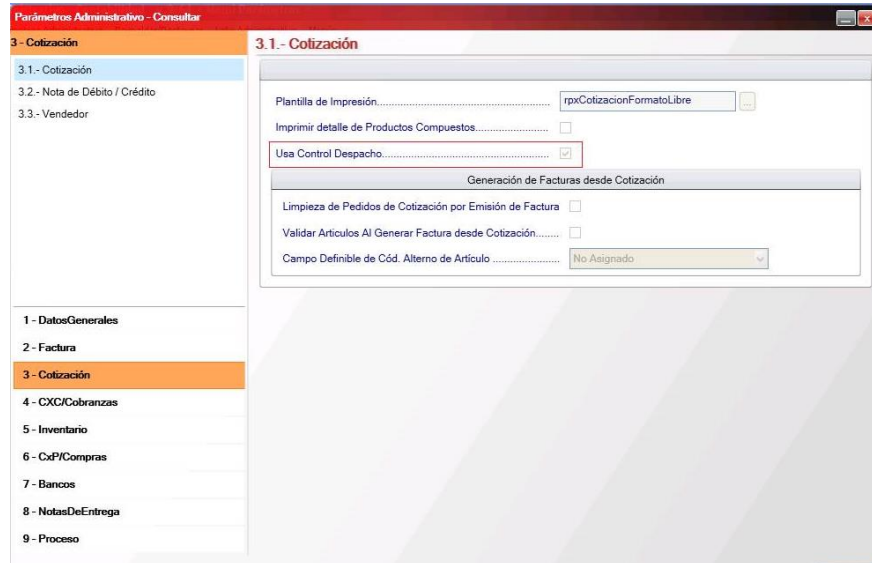 Parámetros Administrativo - Consultar
3 - Cotización
3.1.- Cotización
3.2.- Nota de Débito / Crédito
3.3.- Vendedor
3.1.- Cotización
Plantilla de Impresión............................................................ rpxCotizacionFormatoLibre ...
Imprimir detalle de Productos Compuestos.........................
Usa Control Despacho.........................................................
Generación de Facturas desde Cotización
Limpieza de Pedidos de Cotización por Emisión de Factura
Validar Articulos Al Generar Factura desde Cotización........
Campo Definible de Cód. Alterno de Artículo ....................... No Asignado
1 - DatosGenerales
2 - Factura
3 - Cotización
4 - CXC/Cobranzas
5 - Inventario
6 - CxP/Compras
7 - Bancos
8 - NotasDeEntrega
9 - Proceso